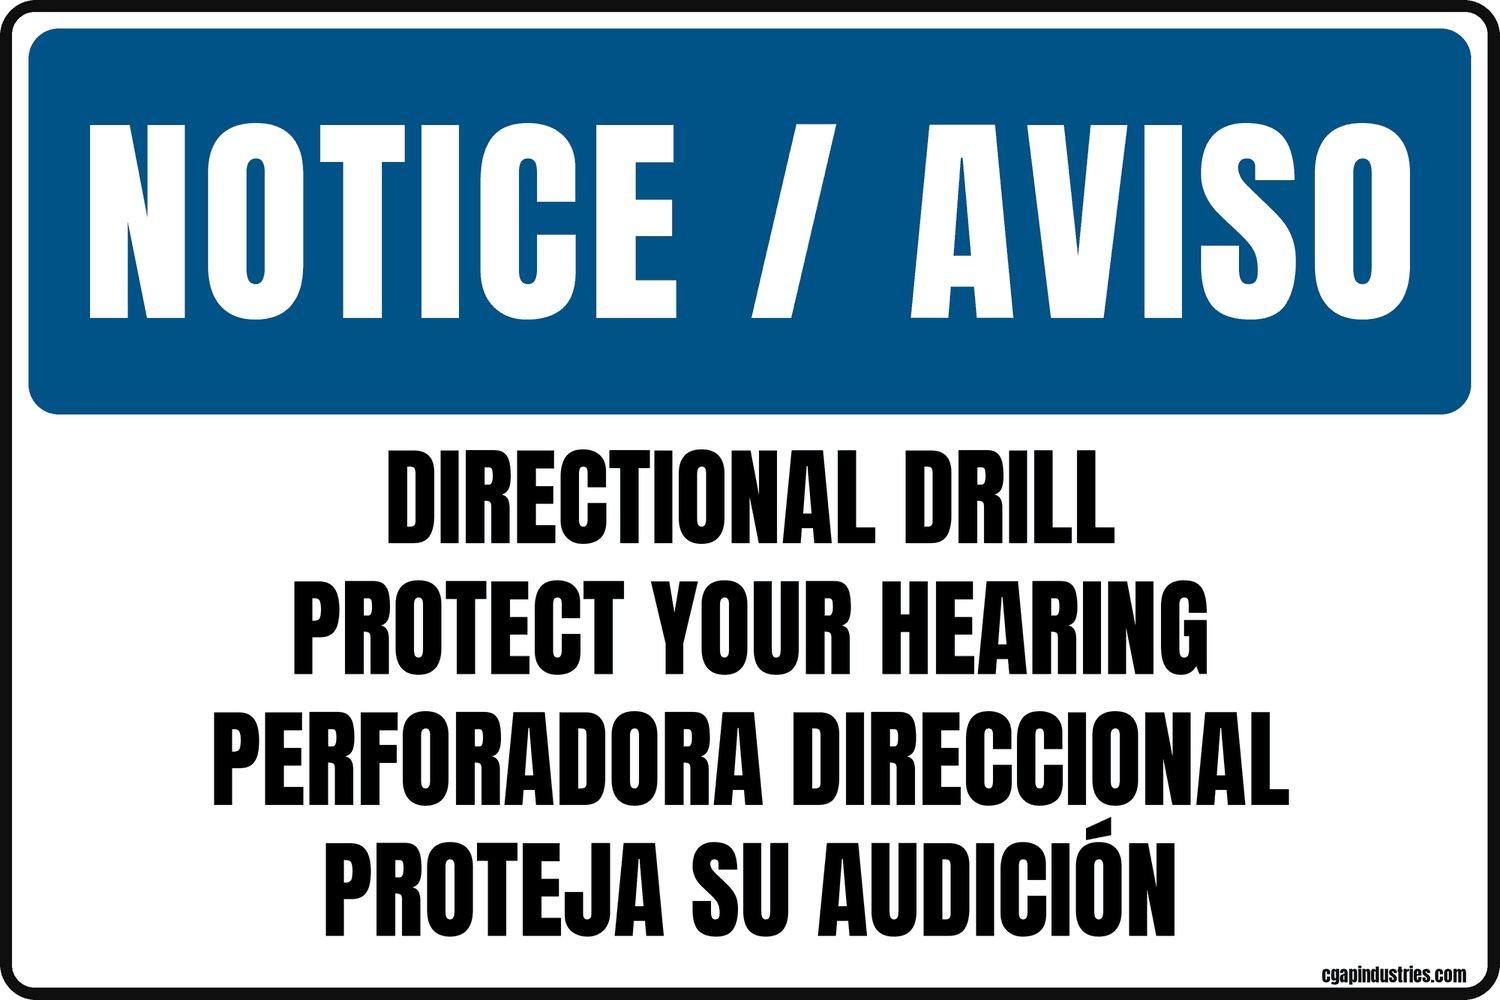 NOTICE / AVISO
DIRECTIONAL DRILL
PROTECT YOUR HEARING
PERFORADORA DIRECCIONAL
PROTEJA SU AUDICIÓN
cgapindustries.com